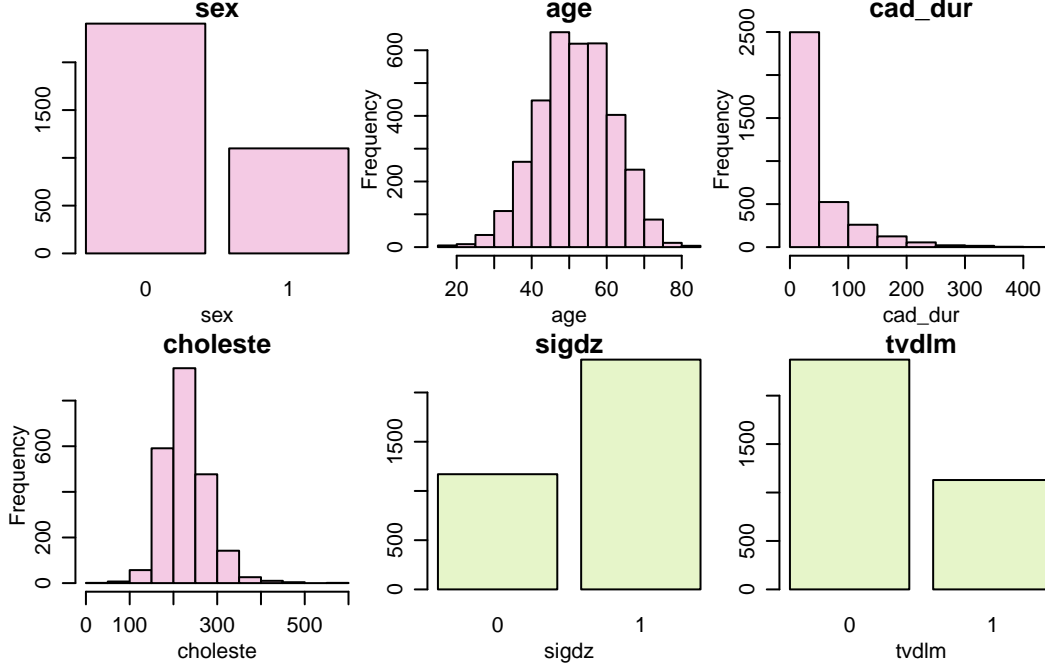 sex
0 500 1500
0 1
sex
age
Frequency
0 200 400 600
20 40 60 80
age
cad_dur
Frequency
0 500 1500 2500
0 100 200 300 400
cad_dur
choleste
Frequency
0 200 600
0 100 300 500
choleste
sigdz
0 500 1500
0 1
sigdz
tvdlm
0 500 1500
0 1
tvdlm